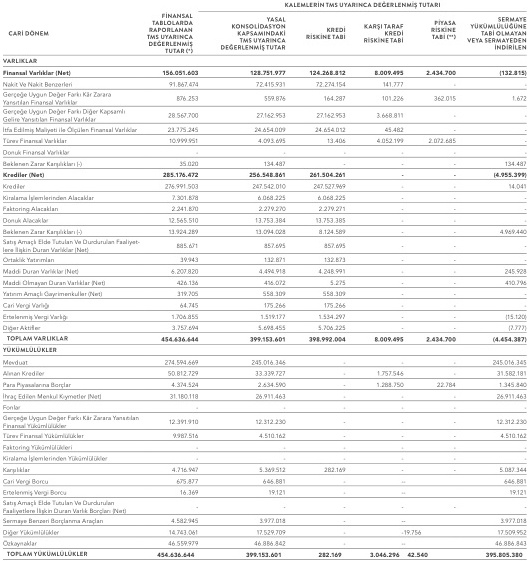 KALEMLERİN TMS UYARINCA DEĞERLENMİŞ TUTARI
CARİ DÖNEM | FİNANSAL TABLOLARDA RAPORLANAN TMS UYARINCA DEĞERLENMİŞ TUTAR (*) | YASAL KONSOLİDASYON KAPSAMINDAKİ TMS UYARINCA DEĞERLENMİŞ TUTAR | KREDİ RİSKİNE TABİ | KARŞI TARAF KREDİ RİSKİNE TABİ | PİYASA RİSKİNE TABİ (**) | SERMAYE YÜKÜMLÜLÜĞÜNE TABİ OLMAYAN VEYA SERMAYEDEN İNDİRİLEN
VARLIKLAR
Finansal Varlıklar (Net) 156.051.603 128.751.977 124.268.812 8.009.495 2.434.700 (132.815)
Nakit Ve Nakit Benzerleri 91.867.474 72.415.931 72.274.154 141.777 - -
Gerçeğe Uygun Değer Farkı Kâr Zarara
Yansıtılan Finansal Varlıklar 876.253 559.876 164.287 101.226 362.015 1.672
Gerçeğe Uygun Değer Farkı Diğer Kapsamlı
Gelire Yansıtılan Finansal Varlıklar 28.567.700 27.162.953 27.162.953 3.668.811 - -
İtfa Edilmiş Maliyeti ile Ölçülen Finansal Varlıklar 23.775.245 24.654.009 24.654.012 45.482 - -
Türev Finansal Varlıklar 10.999.951 4.093.695 13.406 4.052.199 2.072.685 -
Donuk Finansal Varlıklar - - - - - -
Beklenen Zarar Karşılıkları (-) 35.020 134.487 - - - 134.487
Krediler (Net) 285.176.472 256.548.861 261.504.261 - - (4.955.399)
Krediler 276.991.503 247.542.010 247.527.969 - - 14.041
Kiralama İşlemlerinden Alacaklar 7.301.878 6.068.225 6.068.225 - - -
Factoring Alacakları 2.241.870 2.279.270 2.279.271 - - -
Donuk Alacaklar 12.565.510 13.753.384 13.753.385 - - -
Beklenen Zarar Karşılıkları (-) 13.924.289 13.094.028 8.124.589 - - 4.969.440
Satış Amaçlı Elde Tutulan Ve Durdurulan Faaliyet-
lere İlişkin Duran Varlıklar (Net) 885.671 857.695 857.695 - - -
Ortaklık Yatırımları 39.943 132.871 132.873 - - -
Maddi Duran Varlıklar (Net) 6.207.820 4.494.918 4.248.991 - - 245.928
Maddi Olmayan Duran Varlıklar (Net) 426.136 416.072 5.275 - - 410.796
Yatırım Amaçlı Gayrimenkuller (Net) 319.705 558.309 558.309 - - -
Cari Vergi Varlığı 64.745 175.266 175.266 - - -
Ertelenmiş Vergi Varlığı 1.706.855 1.519.177 1.534.297 - - (15.120)
Diğer Aktifler 3.757.694 5.698.455 5.706.225 - - (7.777)
TOPLAM VARLIKLAR 454.636.644 399.153.601 398.992.004 8.009.495 2.434.700 (4.454.387)
YÜKÜMLÜLÜKLER
Mevduat 274.594.669 245.016.346 - - - 245.016.345
Alınan Krediler 50.812.729 33.339.727 - 1.757.546 - 31.582.181
Para Piyasalarına Borçlar 4.374.524 2.634.590 - 1.288.750 22.784 1.345.840
İhraç Edilen Menkul Kıymetler (Net) 31.180.118 26.911.463 - - - 26.911.463
Fonlar - - - - - -
Gerçeğe Uygun Değer Farkı Kâr Zarara Yansıtılan
Finansal Yükümlülükler 12.391.910 12.312.230 - - - 12.312.230
Türev Finansal Yükümlülükler 9.987.516 4.510.162 - - - 4.510.162
Faktoring Yükümlülükleri - - - - - -
Kiralama İşlemlerinden Yükümlülükler - - - - - -
Karşılıklar 4.716.947 5.369.512 282.169 - - 5.087.344
Cari Vergi Borcu 675.877 646.881 - -- 646.881
Ertelenmiş Vergi Borcu 16.369 19.121 - -- 19.121
Satış Amaçlı Elde Tutulan Ve Durdurulan
Faaliyetlere İlişkin Duran Varlık Borçları (Net) - - - - - -
Sermaye Benzeri Borçlanma Araçları 4.582.945 3.977.018 - -- 3.977.018
Diğer Yükümlülükler 14.743.061 17.529.709 - -19.756 17.509.952
Özkaynaklar 46.559.979 46.886.842 - -- 46.886.843
TOPLAM YÜKÜMLÜLÜKLER 454.636.644 399.153.601 282.169 3.046.296 42.540 395.805.380